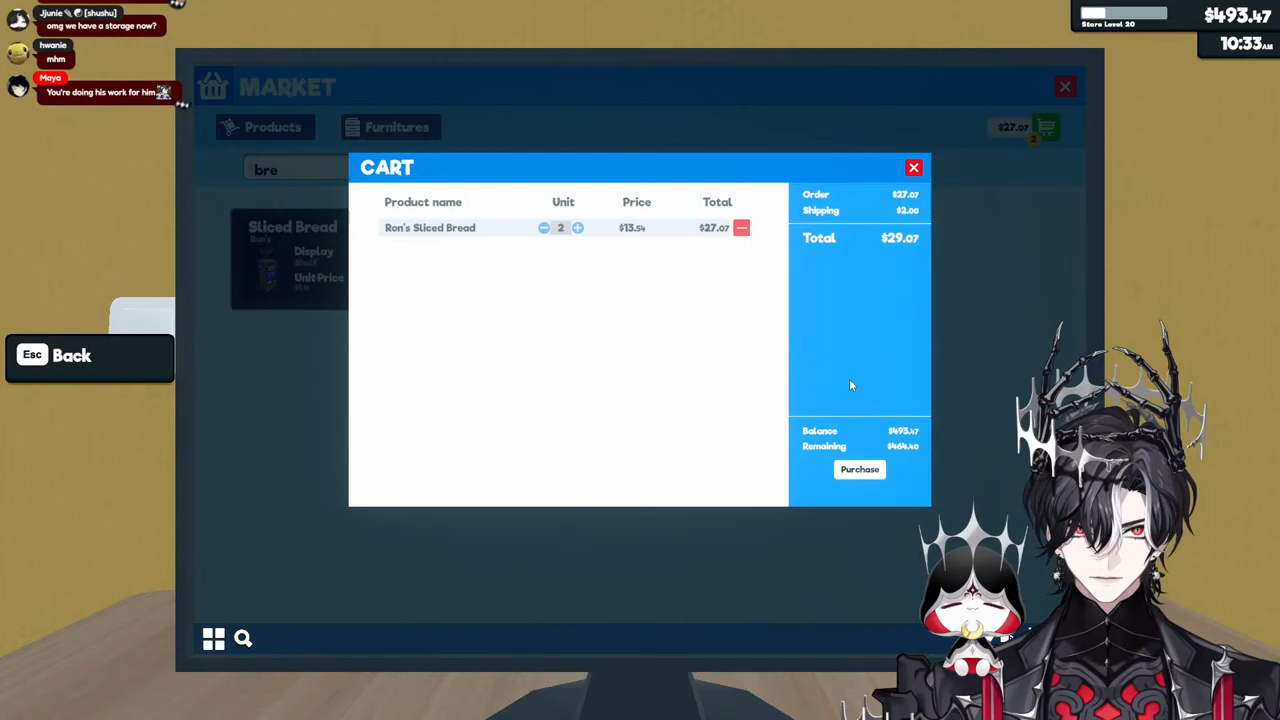 Jjunie [shushu]
omg we have a storage now?
hwanie
mhm
Maya
You're doing his work for him
Store Level 20
$493.47
10:33AM
MARKET
Products
Furnitures
$27.07
2
bre
Sliced Bread
Ron's
Display
Shelf
Unit Price
Esc Back
CART
Product name Unit Price Total
Ron's Sliced Bread 2 $13.54 $27.07
Order $27.07
Shipping $2.00
Total $29.07
Balance $493.47
Remaining $464.40
Purchase